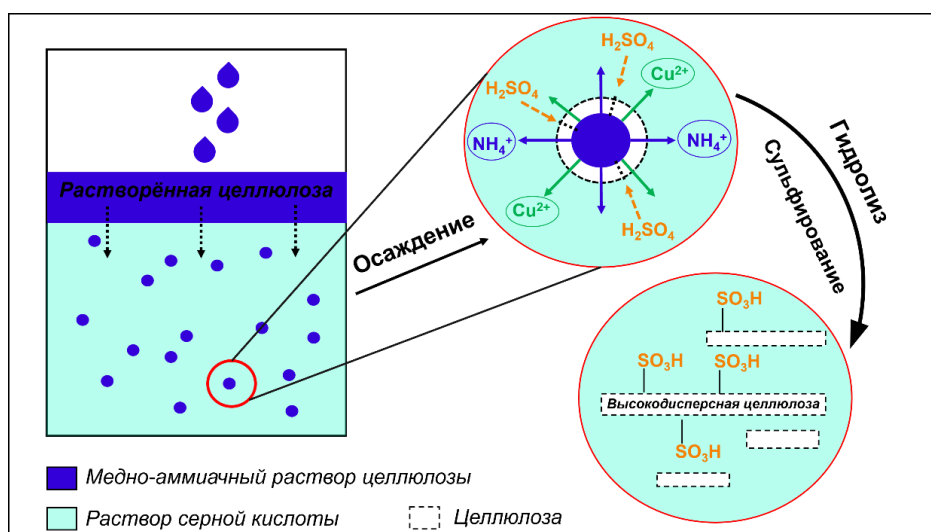 Растворённая целлюлоза
Осаждение
H₂SO₄
Cu²⁺
H₂SO₄
NH₄⁺
NH₄⁺
Cu²⁺
H₂SO₄
Гидролиз
Сульфирование
SO₃H
SO₃H
SO₃H
Высокодисперсная целлюлоза
SO₃H
Медно-аммиачный раствор целлюлозы
Раствор серной кислоты
Целлюлоза